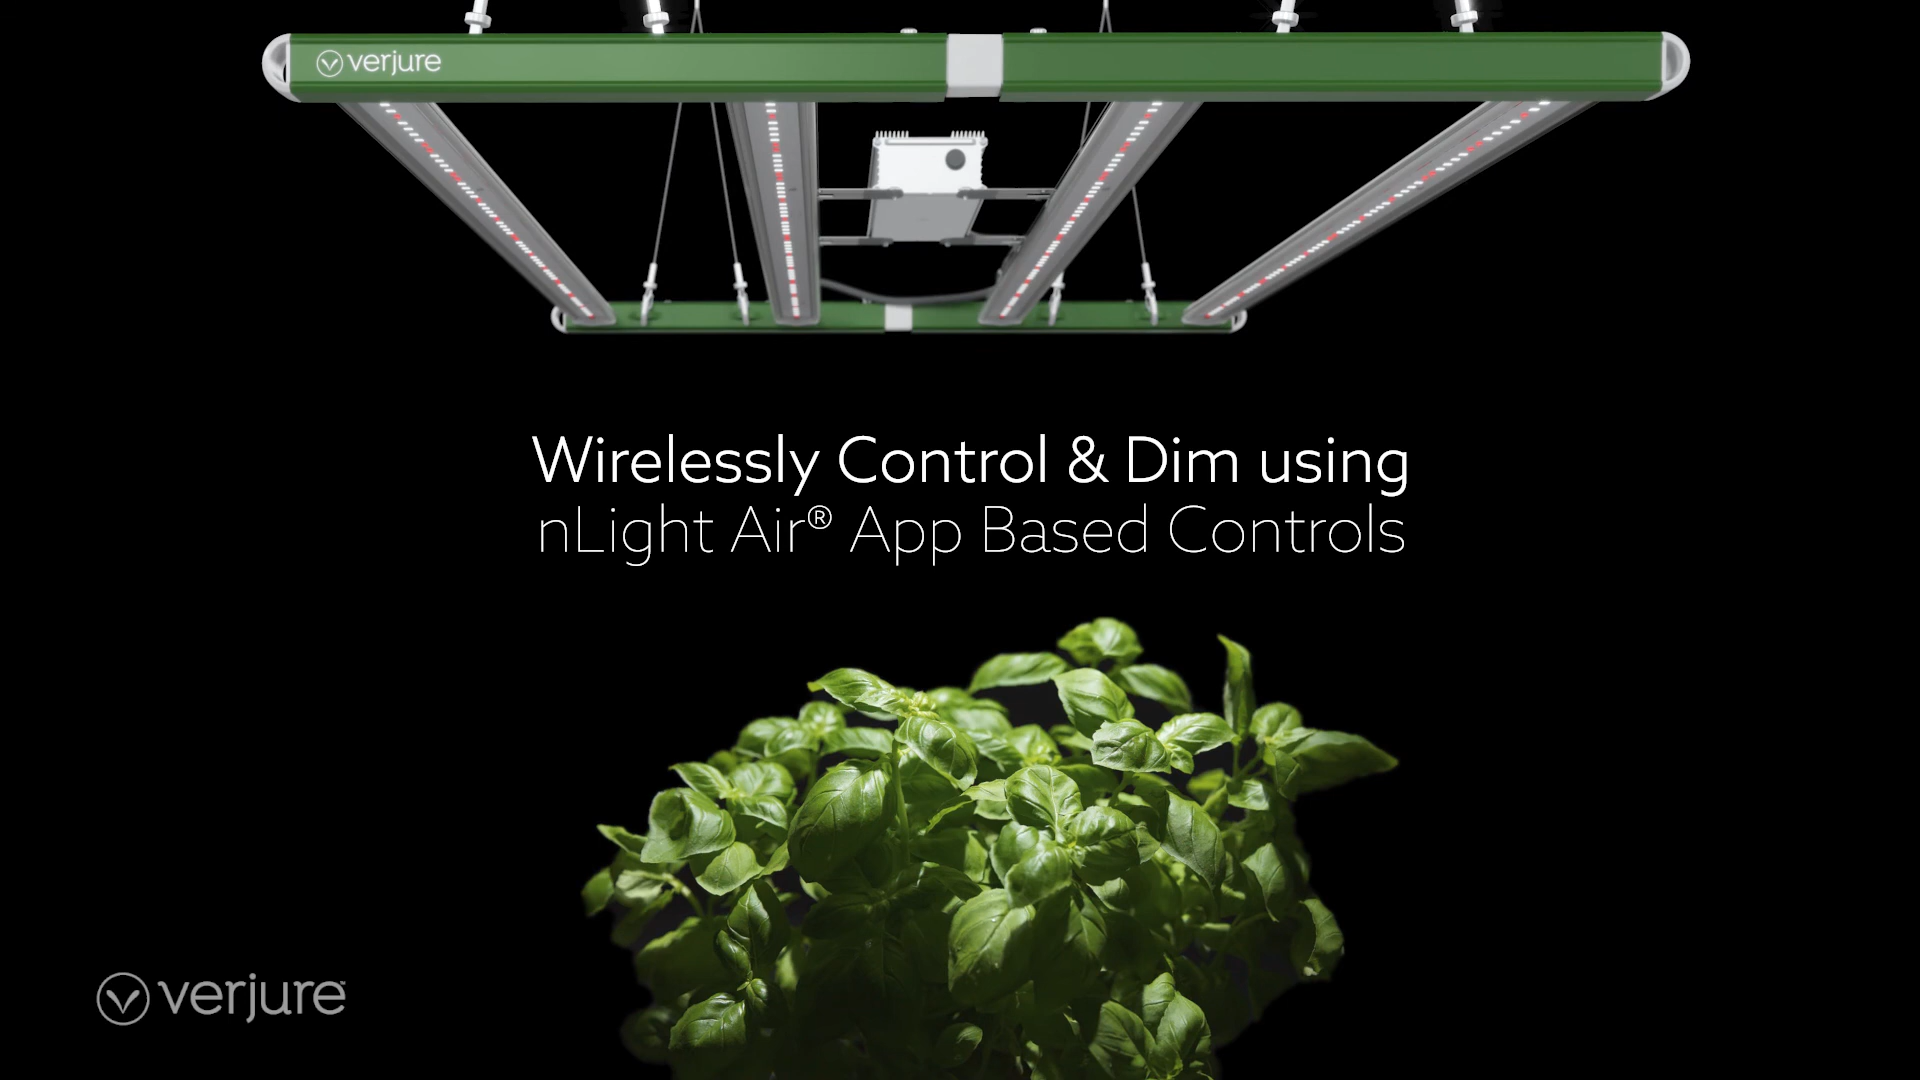 verjure
Wirelessly Control & Dim using
nLight Air® App Based Controls
verjure